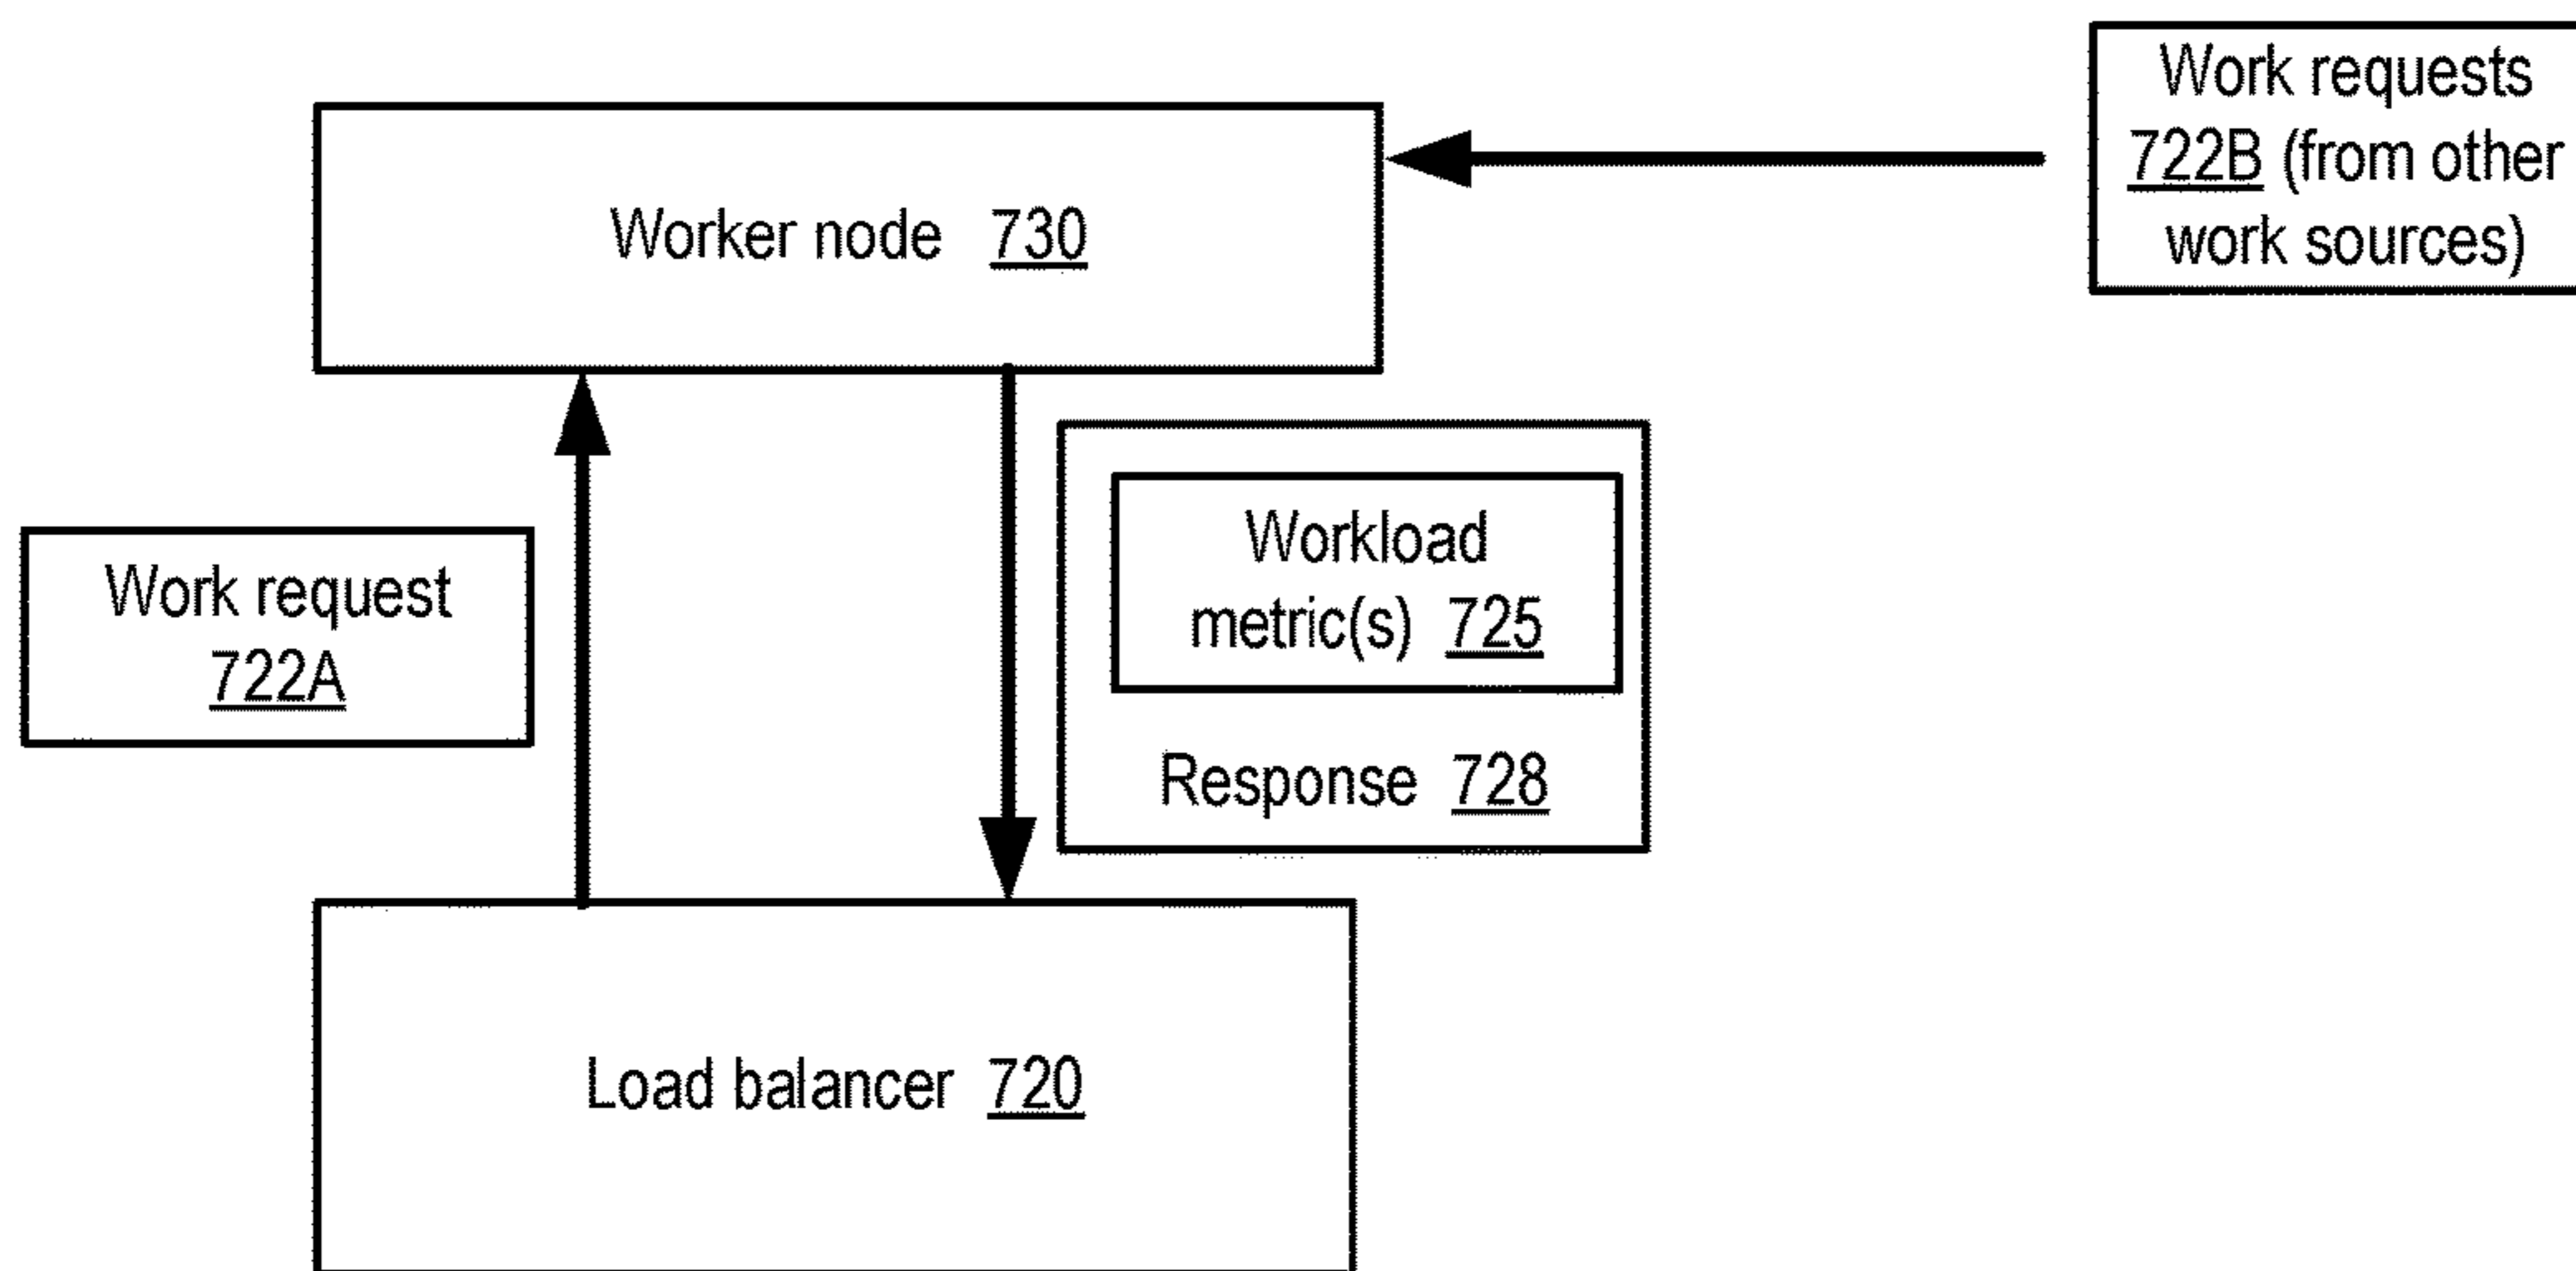 Work requests
722B (from other
work sources)
Worker node 730
Workload
metric(s) 725
Work request
722A
Response 728
Load balancer 720